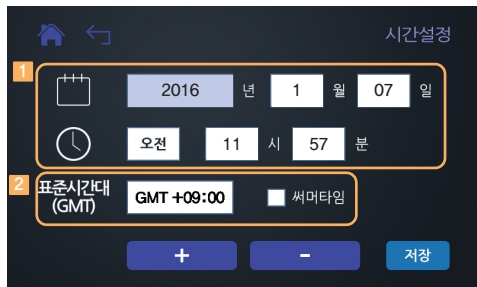 시간설정
1
2016 년 1 월 07 일
오전 11 시 57 분
2
표준시간대
(GMT) GMT +09:00 써머타임
+ - 저장